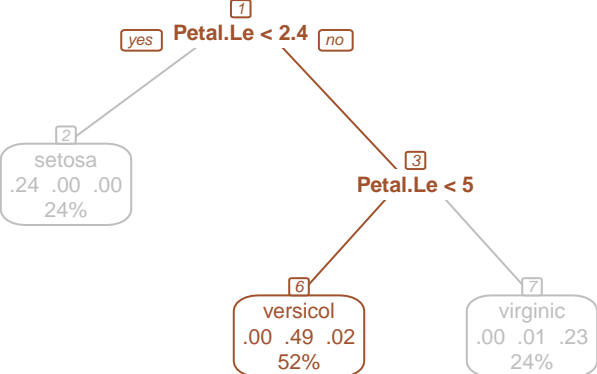 1
yes Petal.Le < 2.4 no
2
setosa
.24 .00 .00
24%
3
Petal.Le < 5
6
versicol
.00 .49 .02
52%
7
virginic
.00 .01 .23
24%